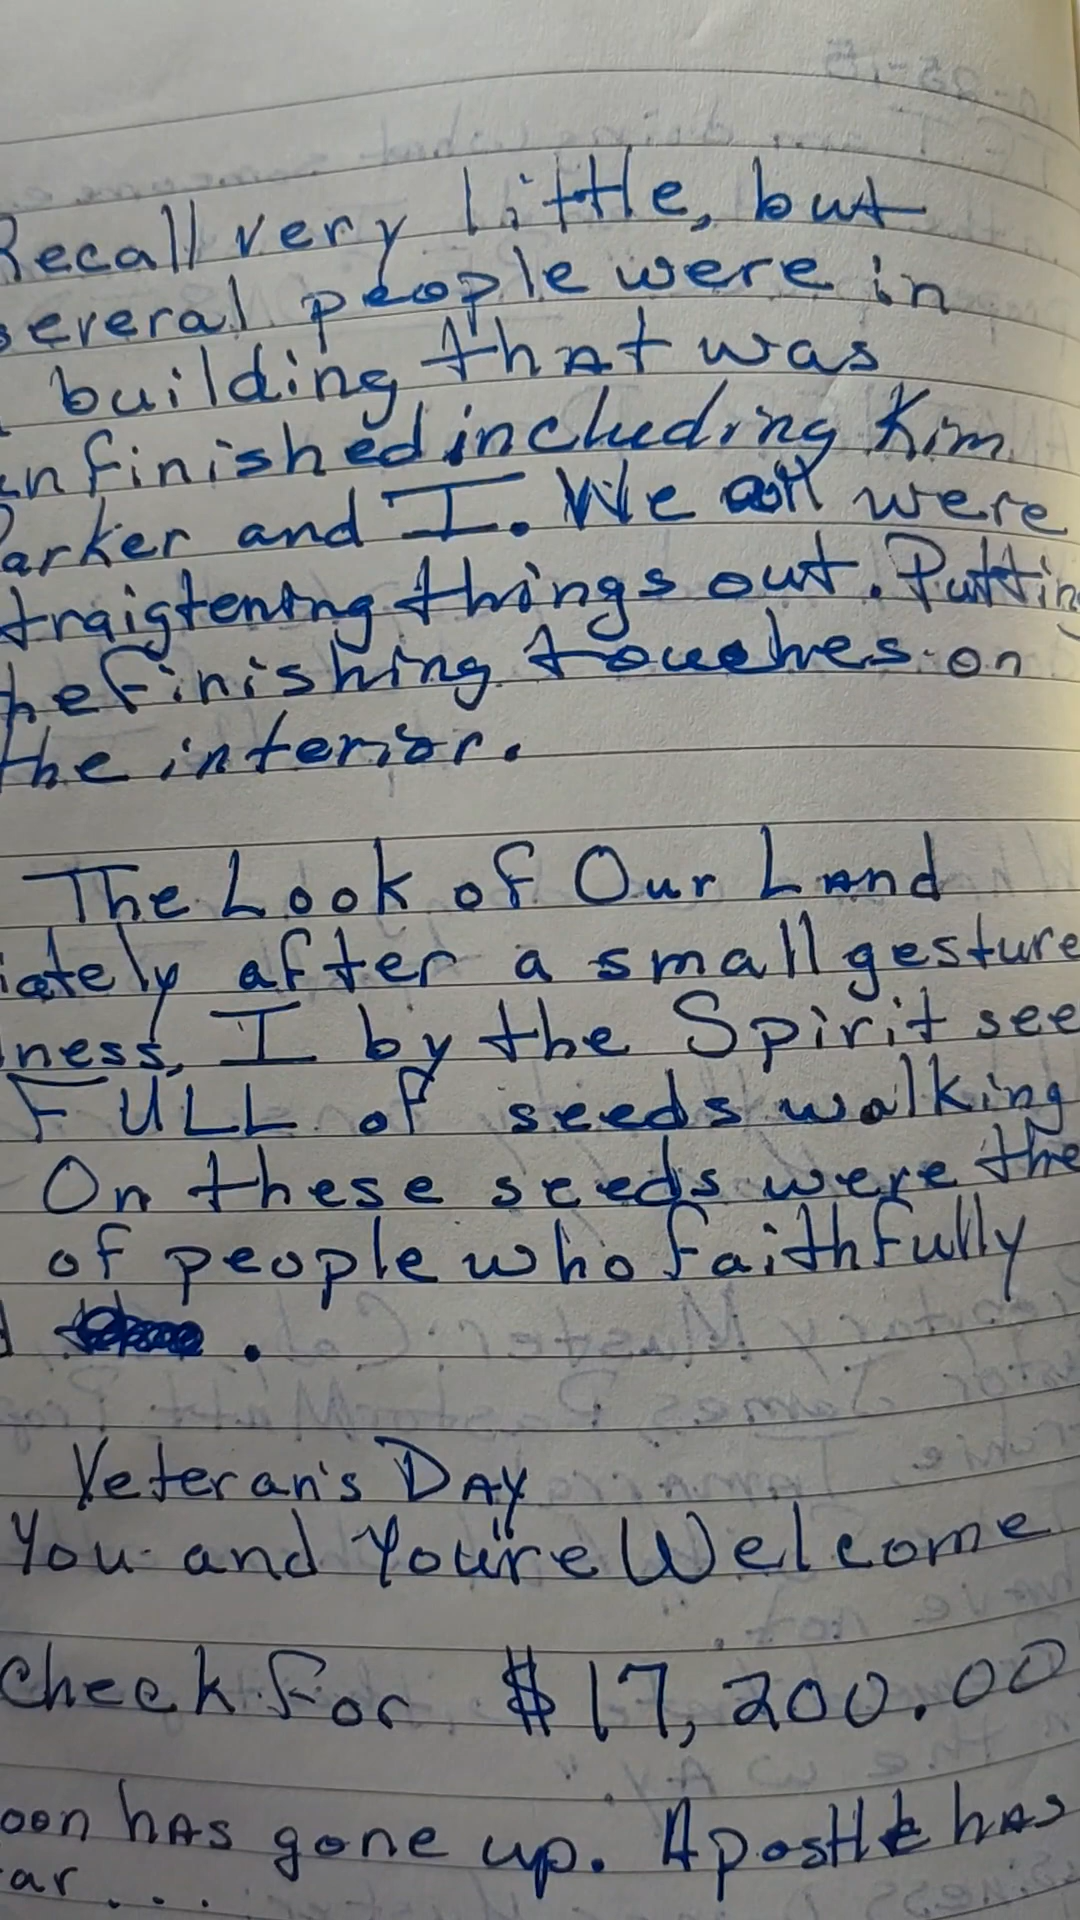 Recall very little, but
several people were in
building that was
unfinished including Kim
Parker and I. We all were
traigtening things out. Putting
he finishing touches on
the interior.
The Look of Our Land
iately after a small gesture
ness, I by the Spirit see
FULL of seeds walking
On these seeds were the
of people who faithfully
.
Veteran's DAY
You and You're Welcome
Check For $17,200.00
oon has gone up. Apostle has
ar...